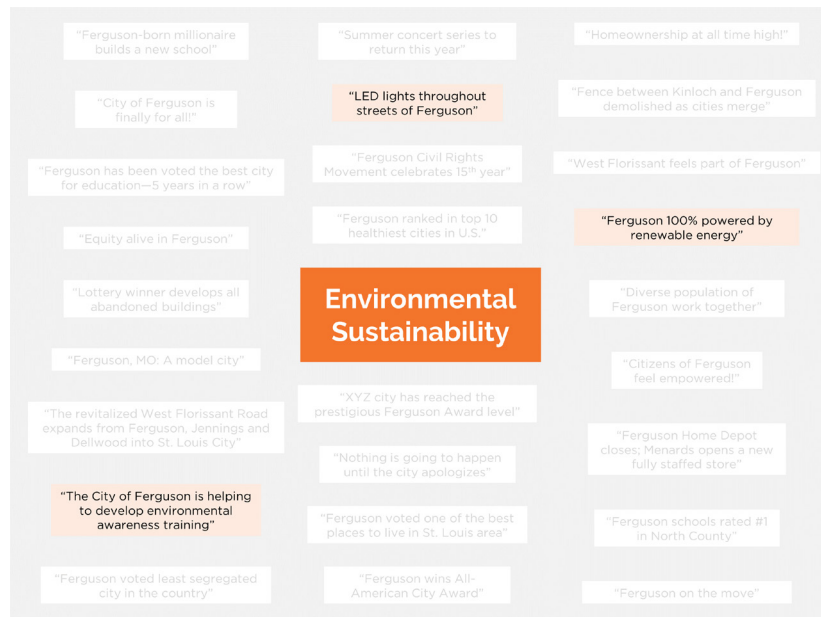 “Ferguson-born millionaire
builds a new school”
“City of Ferguson is
finally for all!”
“Ferguson has been voted the best city
for education—5 years in a row”
“Equity alive in Ferguson”
“Lottery winner develops all
abandoned buildings”
“Ferguson, MO: A model city”
“The revitalized West Florissant Road
expands from Ferguson, Jennings and
Dellwood into St. Louis City”
“The City of Ferguson is helping
to develop environmental
awareness training”
“Ferguson voted least segregated
city in the country”
“Summer concert series to
return this year”
“LED lights throughout
streets of Ferguson”
“Ferguson Civil Rights
Movement celebrates 15th year”
“Ferguson ranked in top 10
healthiest cities in U.S.”
Environmental
Sustainability
“XYZ city has reached the
prestigious Ferguson Award level”
“Nothing is going to happen
until the city apologizes”
“Ferguson voted one of the best
places to live in St. Louis area”
“Ferguson wins All-
American City Award”
“Homeownership at all time high!”
“Fence between Kinloch and Ferguson
demolished as cities merge”
“West Florissant feels part of Ferguson”
“Ferguson 100% powered by
renewable energy”
“Diverse population of
Ferguson work together”
“Citizens of Ferguson
feel empowered!”
“Ferguson Home Depot
closes; Menards opens a new
fully staffed store”
“Ferguson schools rated #1
in North County”
“Ferguson on the move”